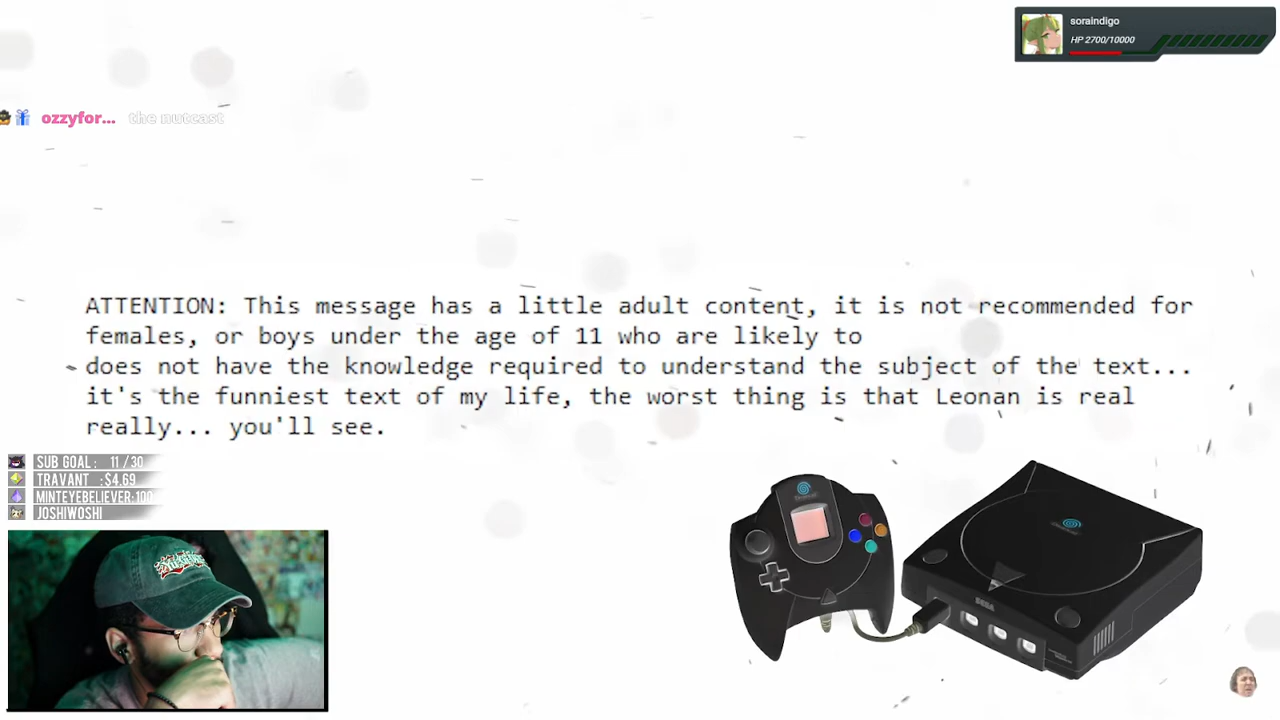 soraindigo
HP 2700/10000
ozzyfor... the nutcast
ATTENTION: This message has a little adult content, it is not recommended for
females, or boys under the age of 11 who are likely to
does not have the knowledge required to understand the subject of the text...
it's the funniest text of my life, the worst thing is that Leonan is real
really... you'll see.
SUB GOAL: 11/30
TRAVANT :$4.69
MINTEYEBELIEVER:100
JOSHIWOSHI
SEGA